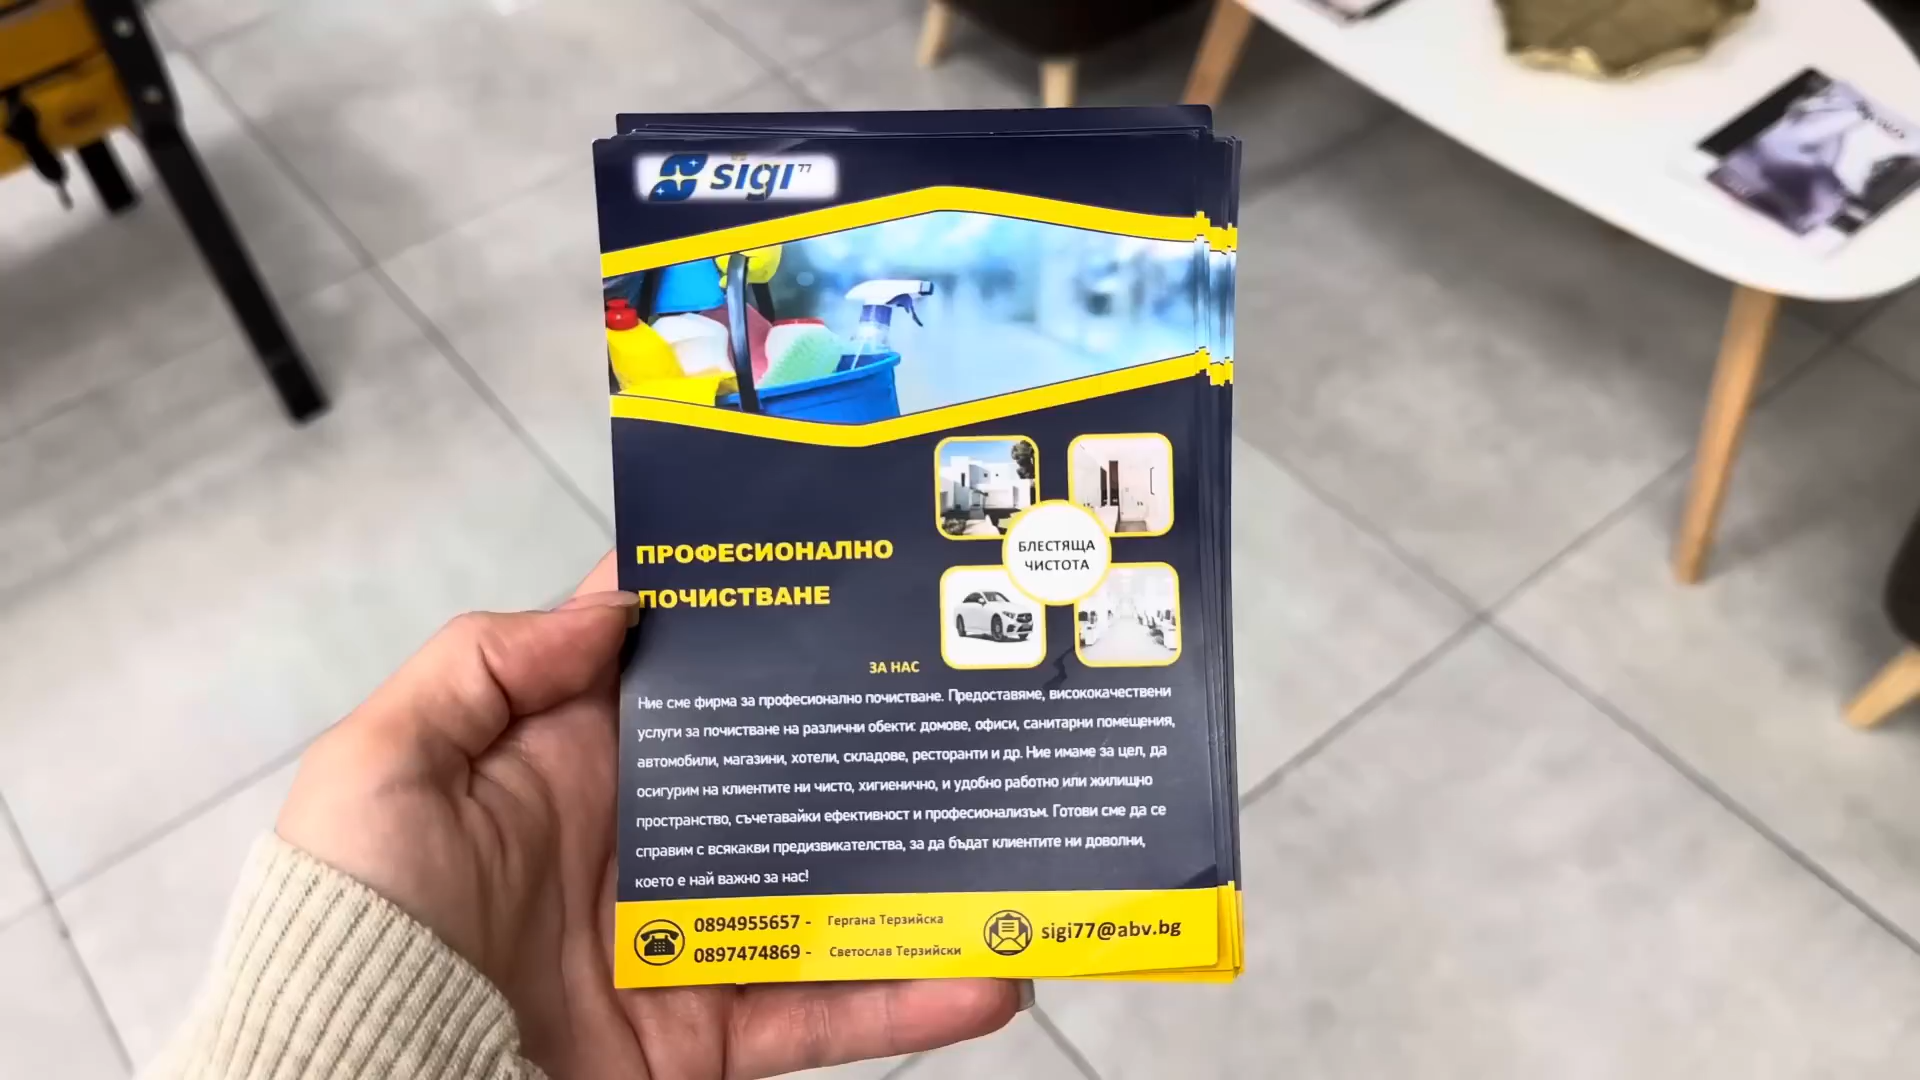 sigi 77
БЛЕСТЯЩА
ЧИСТОТА
ПРОФЕСИОНАЛНО
ПОЧИСТВАНЕ
ЗА НАС
Ние сме фирма за професионално почистване. Предоставяме, висококачествени
услуги за почистване на различни обекти: домове, офиси, санитарни помещения,
автомобили, магазини, хотели, складове, ресторанти и др. Ние имаме за цел, да
осигурим на клиентите ни чисто, хигиенично, и удобно работно или жилищно
пространство, съчетавайки ефективност и професионализъм. Готови сме да се
справим с всякакви предизвикателства, за да бъдат клиентите ни доволни,
което е най важно за нас!
0894955657 - Гергана Терзийска
0897474869 - Светослав Терзийски
sigi77@abv.bg